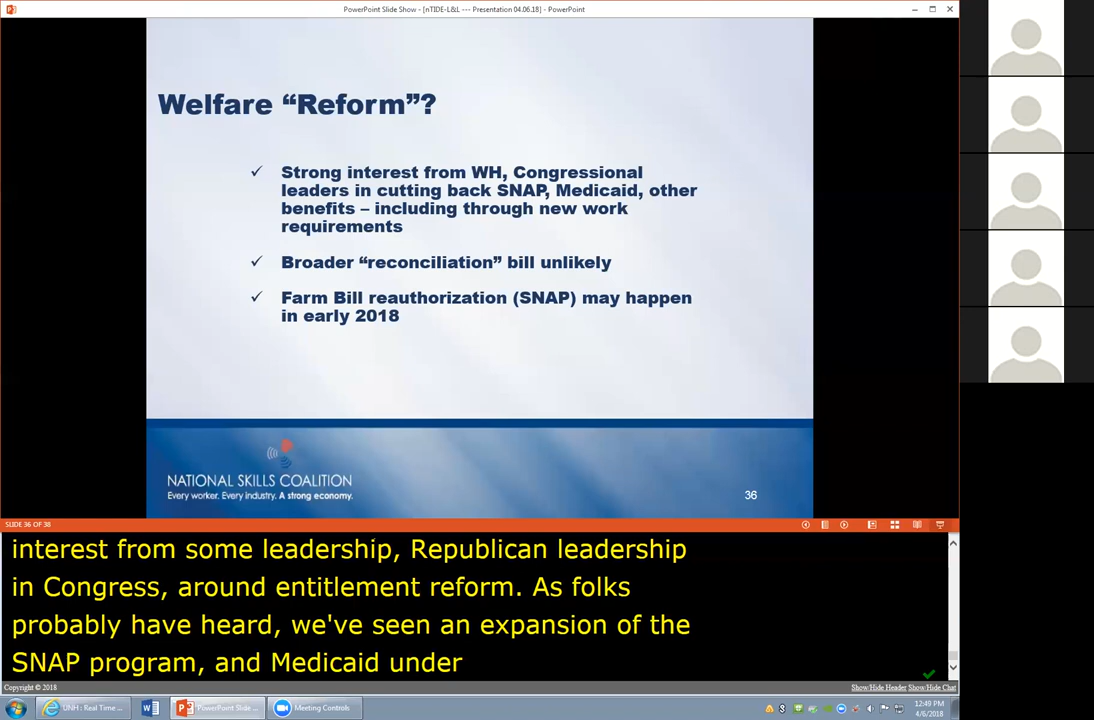 PowerPoint Slide Show - [nTIDE-L&L --- Presentation 04.06.18] - PowerPoint
Welfare “Reform”?
✓ Strong interest from WH, Congressional
leaders in cutting back SNAP, Medicaid, other
benefits – including through new work
requirements
✓ Broader “reconciliation” bill unlikely
✓ Farm Bill reauthorization (SNAP) may happen
in early 2018
NATIONAL SKILLS COALITION
Every worker. Every industry. A strong economy.
36
SLIDE 36 OF 38
interest from some leadership, Republican leadership
in Congress, around entitlement reform. As folks
probably have heard, we've seen an expansion of the
SNAP program, and Medicaid under
Copyright © 2018
Show/Hide Header Show/Hide Chat
UNH : Real Time ...
PowerPoint Slide ...
Meeting Controls
12:49 PM
4/6/2018